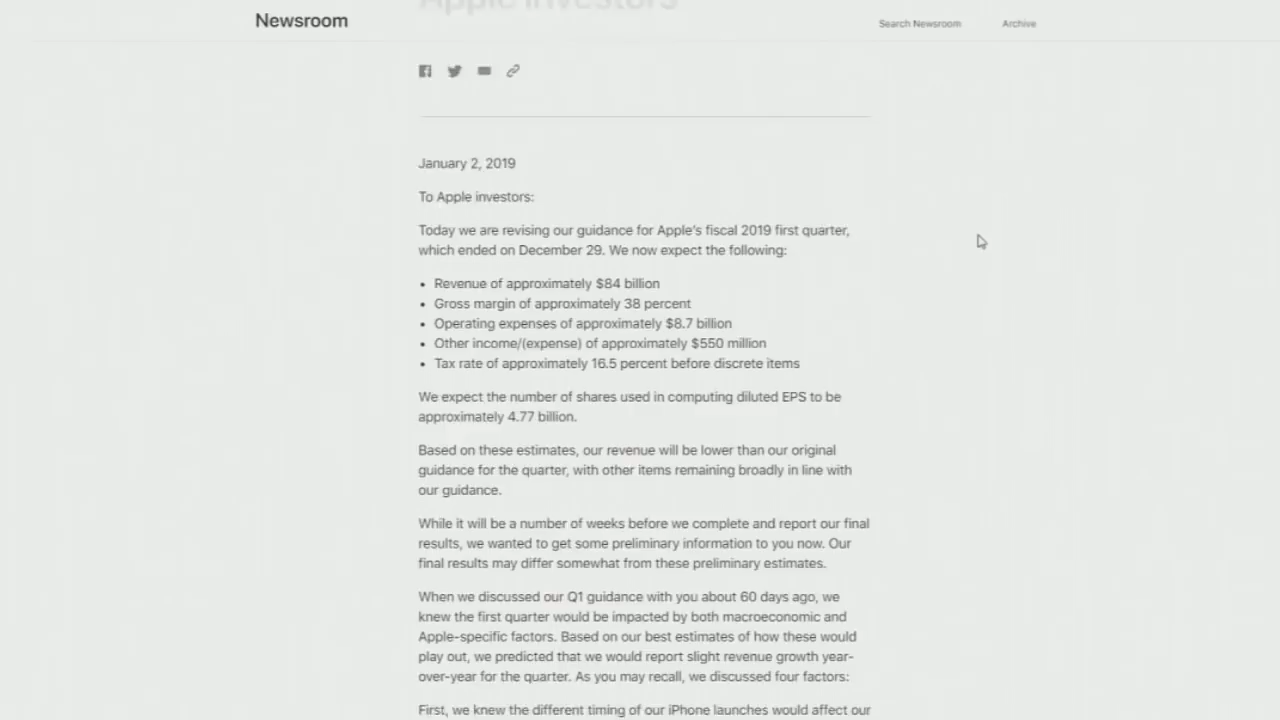 Apple investors
Newsroom
Search Newsroom
Archive
January 2, 2019
To Apple investors:
Today we are revising our guidance for Apple's fiscal 2019 first quarter,
which ended on December 29. We now expect the following:
• Revenue of approximately $84 billion
• Gross margin of approximately 38 percent
• Operating expenses of approximately $8.7 billion
• Other income/(expense) of approximately $550 million
• Tax rate of approximately 16.5 percent before discrete items
We expect the number of shares used in computing diluted EPS to be
approximately 4.77 billion.
Based on these estimates, our revenue will be lower than our original
guidance for the quarter, with other items remaining broadly in line with
our guidance.
While it will be a number of weeks before we complete and report our final
results, we wanted to get some preliminary information to you now. Our
final results may differ somewhat from these preliminary estimates.
When we discussed our Q1 guidance with you about 60 days ago, we
knew the first quarter would be impacted by both macroeconomic and
Apple-specific factors. Based on our best estimates of how these would
play out, we predicted that we would report slight revenue growth year-
over-year for the quarter. As you may recall, we discussed four factors:
First, we knew the different timing of our iPhone launches would affect our